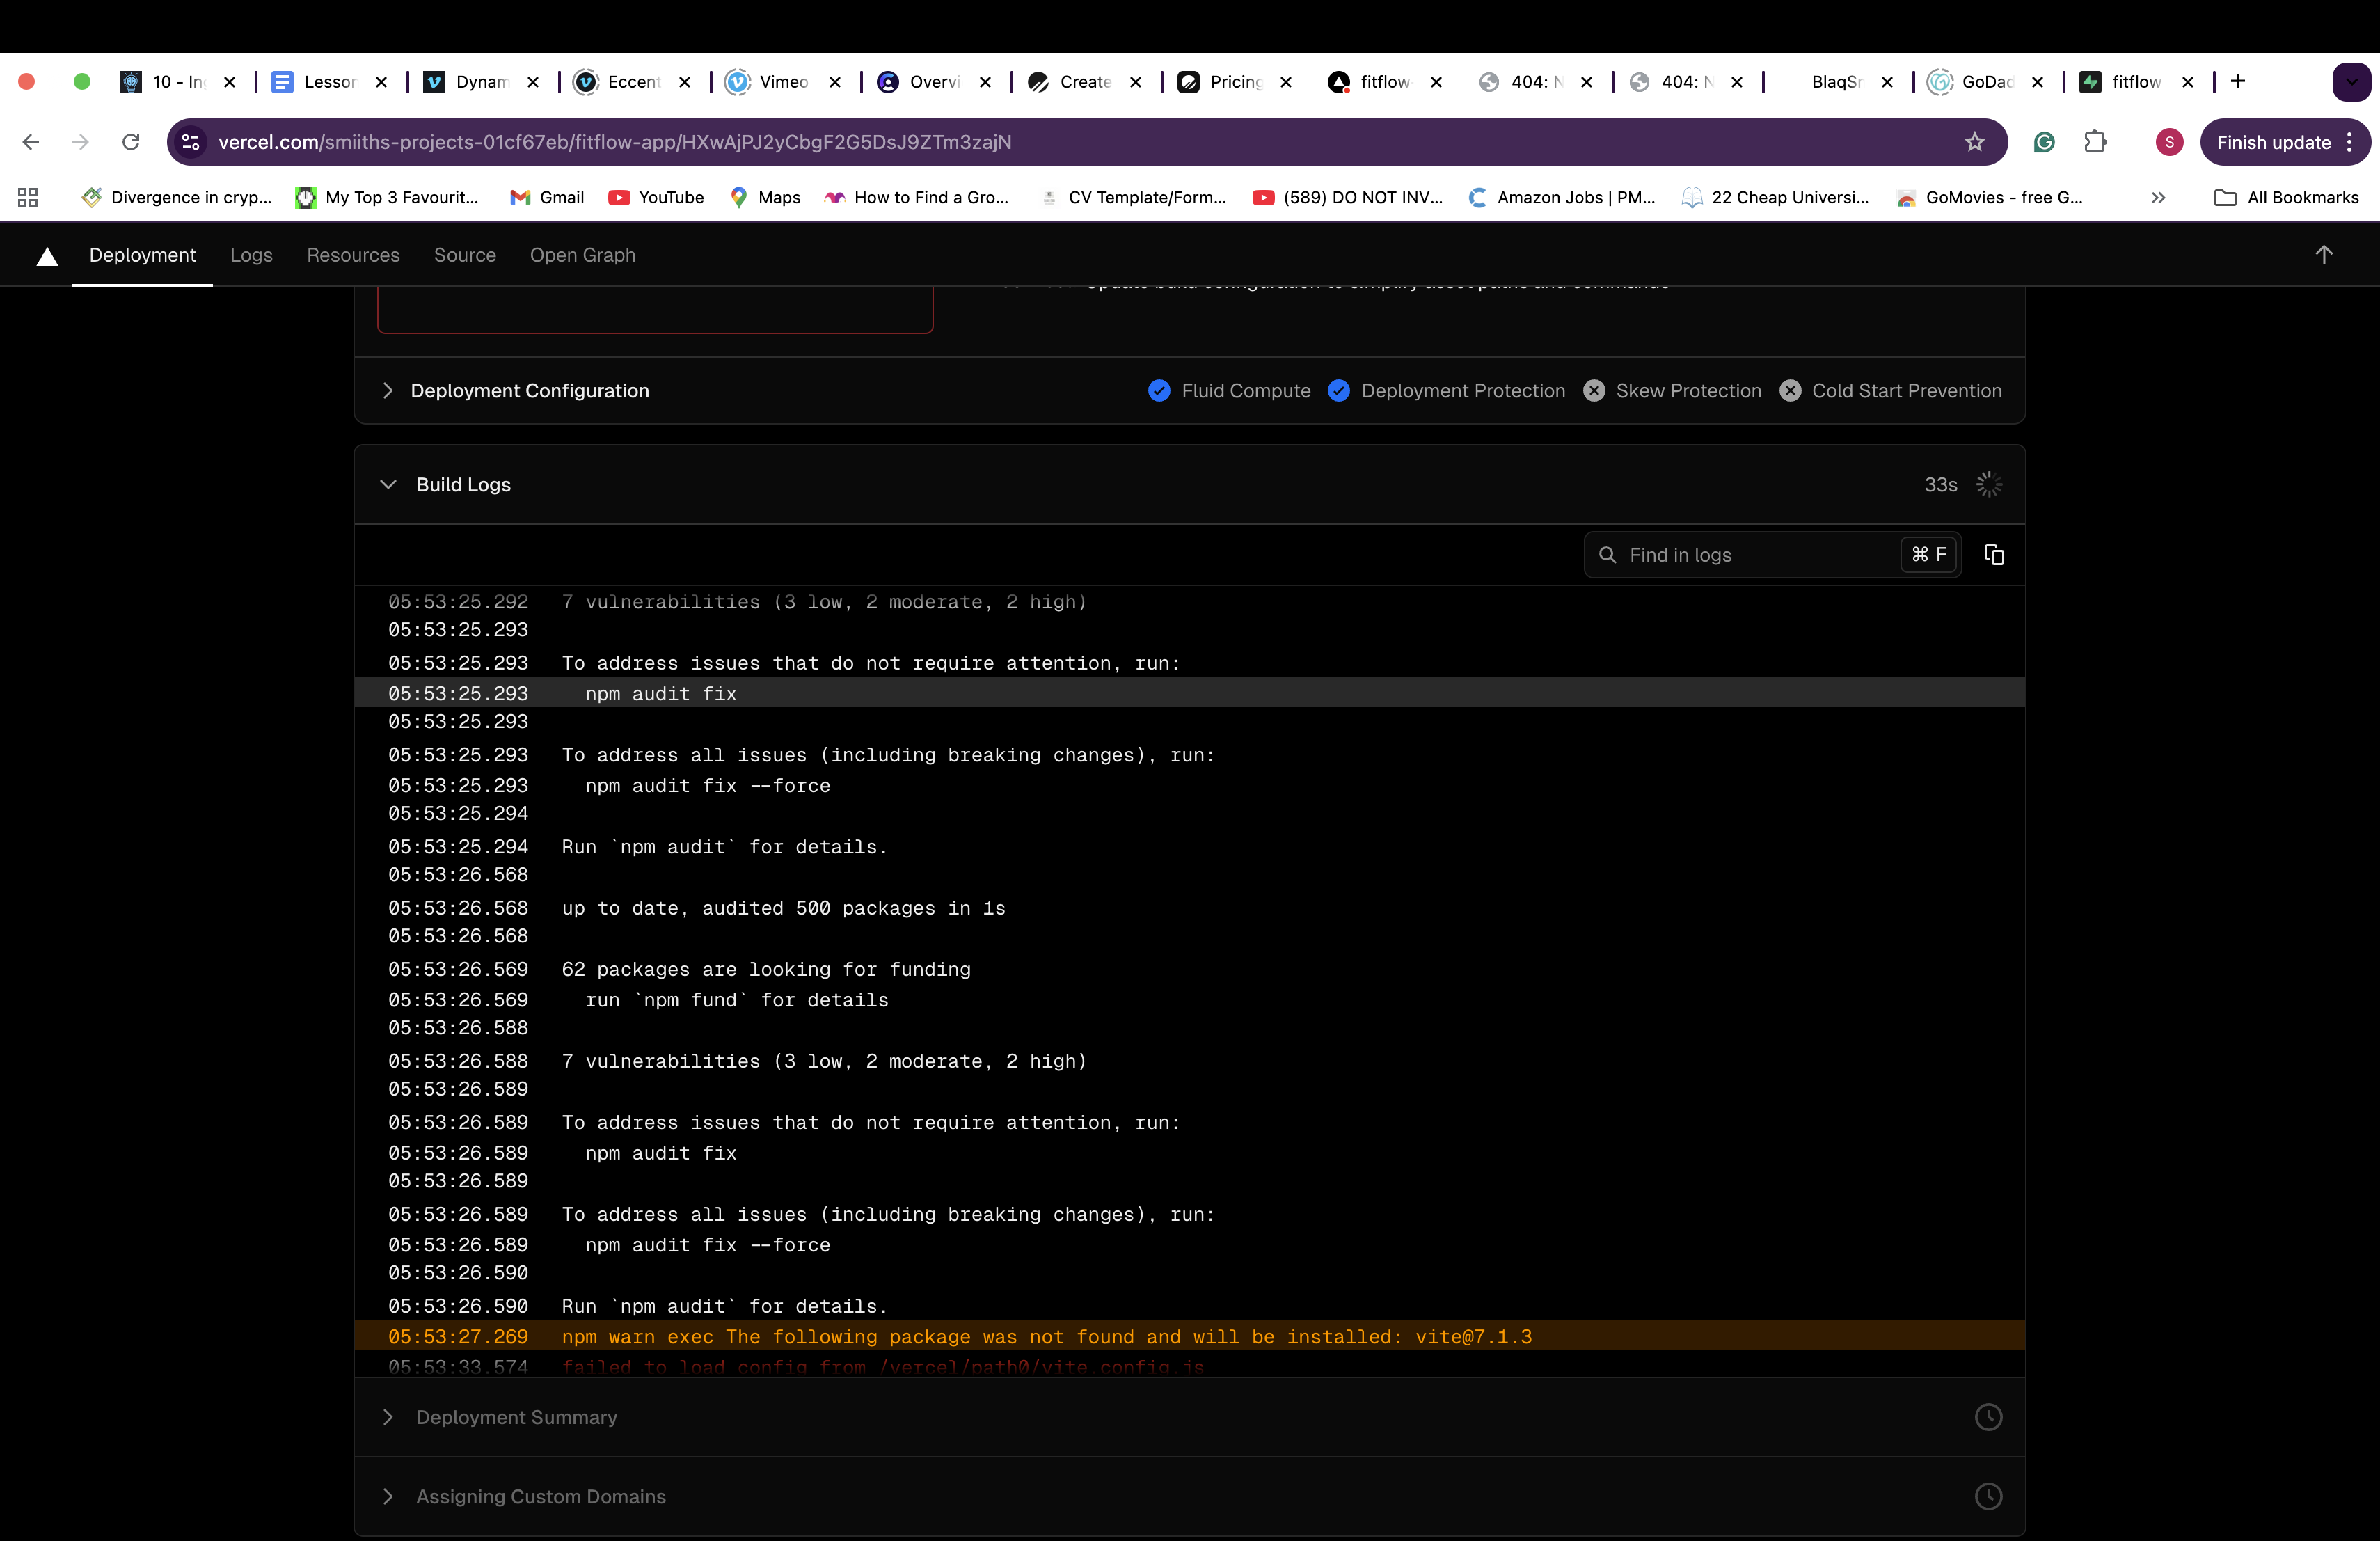 10 - In
Lesson
Dynam
Eccent
Vimeo
Overvi
Create
Pricing
fitflow
404: N
404: N
BlaqSr
GoDad
fitflow
vercel.com/smiiths-projects-01cf67eb/fitflow-app/HXwAjPJ2yCbgF2G5DsJ9ZTm3zajN
S
Finish update
Divergence in cryp...
My Top 3 Favourit...
Gmail
YouTube
Maps
How to Find a Gro...
CV Template/Form...
(589) DO NOT INV...
Amazon Jobs | PM...
22 Cheap Universi...
GoMovies - free G...
All Bookmarks
Deployment
Logs
Resources
Source
Open Graph
Update build configuration to simplify asset paths and commands
Deployment Configuration
Fluid Compute
Deployment Protection
Skew Protection
Cold Start Prevention
Build Logs
33s
Find in logs
⌘ F
05:53:25.292 7 vulnerabilities (3 low, 2 moderate, 2 high)
05:53:25.293
05:53:25.293 To address issues that do not require attention, run:
05:53:25.293 npm audit fix
05:53:25.293
05:53:25.293 To address all issues (including breaking changes), run:
05:53:25.293 npm audit fix --force
05:53:25.294
05:53:25.294 Run `npm audit` for details.
05:53:26.568
05:53:26.568 up to date, audited 500 packages in 1s
05:53:26.568
05:53:26.569 62 packages are looking for funding
05:53:26.569 run `npm fund` for details
05:53:26.588
05:53:26.588 7 vulnerabilities (3 low, 2 moderate, 2 high)
05:53:26.589
05:53:26.589 To address issues that do not require attention, run:
05:53:26.589 npm audit fix
05:53:26.589
05:53:26.589 To address all issues (including breaking changes), run:
05:53:26.589 npm audit fix --force
05:53:26.590
05:53:26.590 Run `npm audit` for details.
05:53:27.269 npm warn exec The following package was not found and will be installed: vite@7.1.3
05:53:33.574 failed to load config from /vercel/path0/vite.config.js
Deployment Summary
Assigning Custom Domains